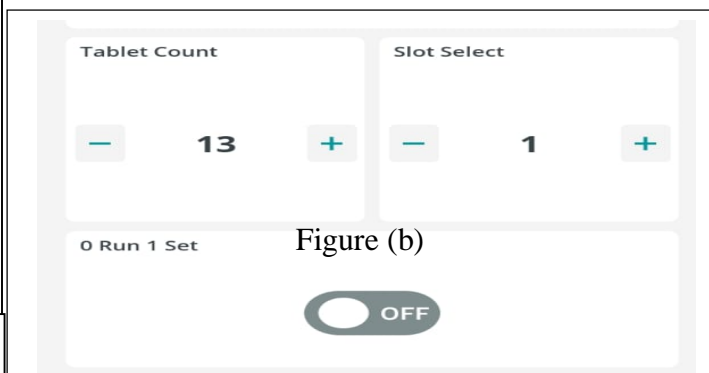 Tablet Count
Slot Select
− 13 +
− 1 +
0 Run 1 Set
Figure (b)
OFF